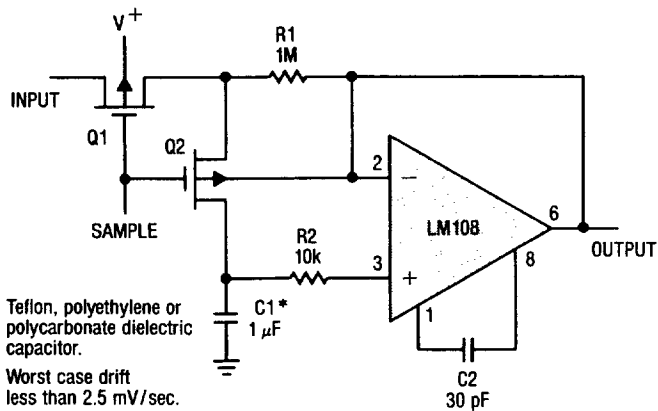 V+
R1
1M
INPUT
Q1
Q2
2
−
6
SAMPLE
LM108
OUTPUT
R2
10k
3
+
8
C1*
1 μF
1
Teflon, polyethylene or
polycarbonate dielectric
capacitor.
Worst case drift
less than 2.5 mV/sec.
C2
30 pF